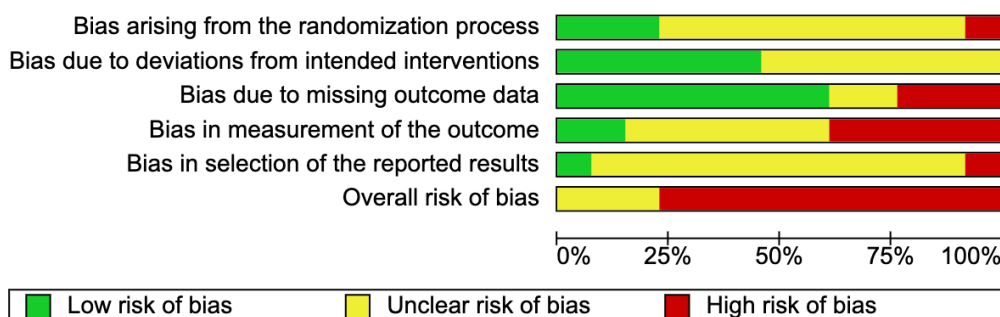 Bias arising from the randomization process
Bias due to deviations from intended interventions
Bias due to missing outcome data
Bias in measurement of the outcome
Bias in selection of the reported results
Overall risk of bias
0% 25% 50% 75% 100%
Low risk of bias Unclear risk of bias High risk of bias